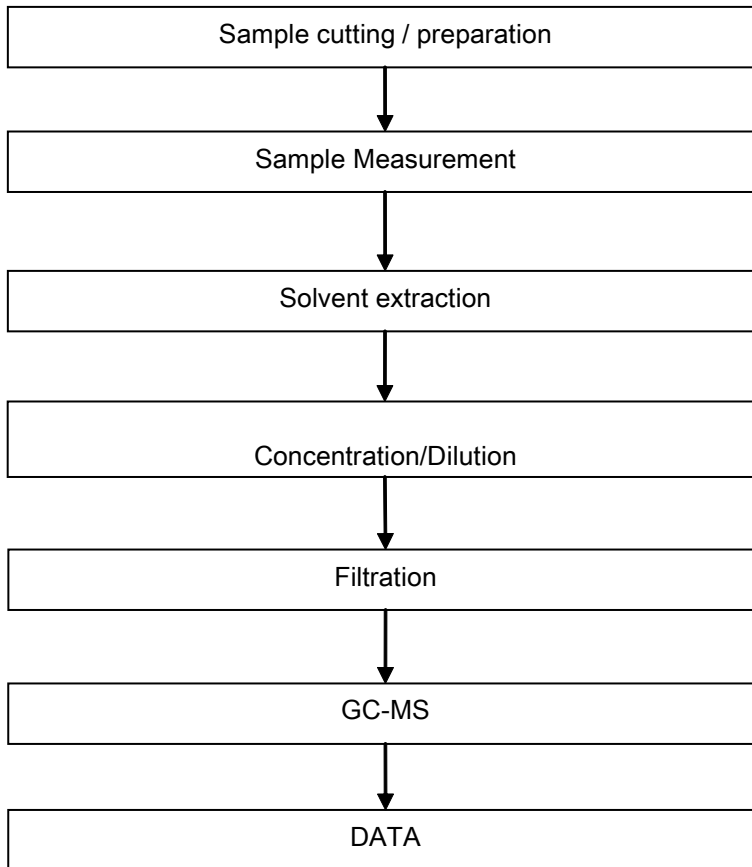 Sample cutting / preparation
Sample Measurement
Solvent extraction
Concentration/Dilution
Filtration
GC-MS
DATA